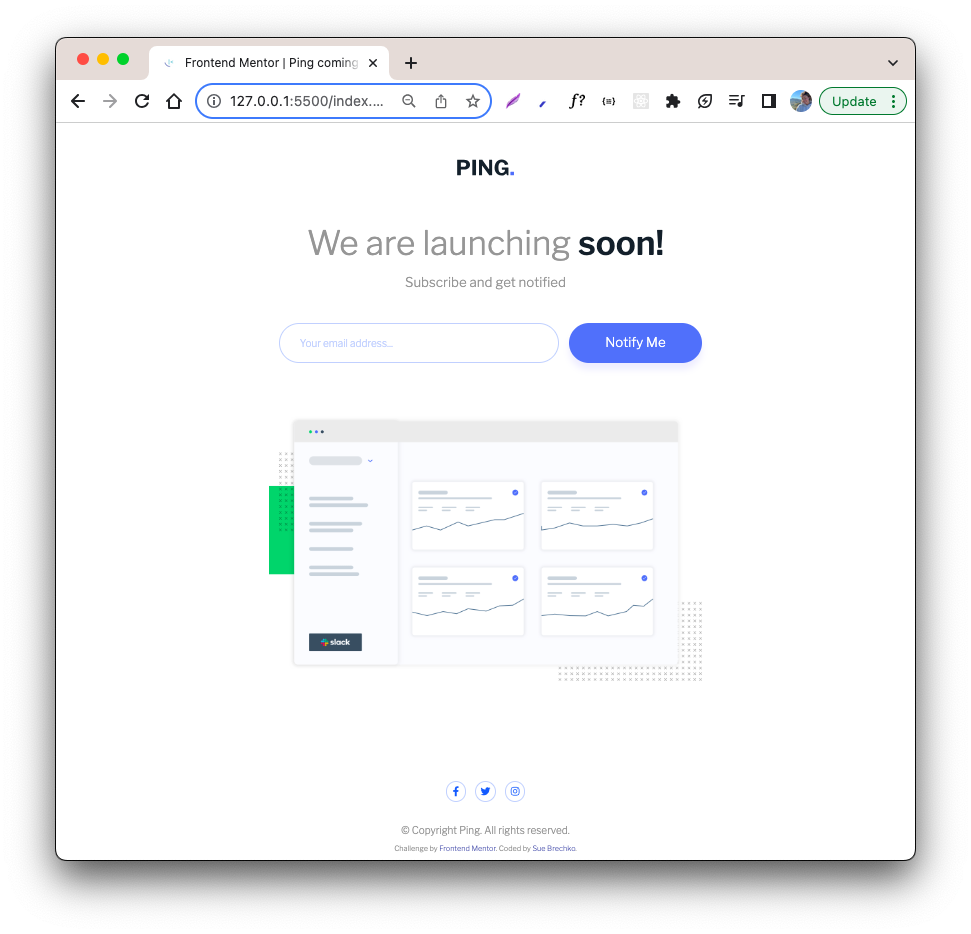 Frontend Mentor | Ping coming
127.0.0.1:5500/index....
f?
Update
PING.
We are launching soon!
Subscribe and get notified
Your email address...
Notify Me
slack
© Copyright Ping. All rights reserved.
Challenge by Frontend Mentor. Coded by Sue Brechko.